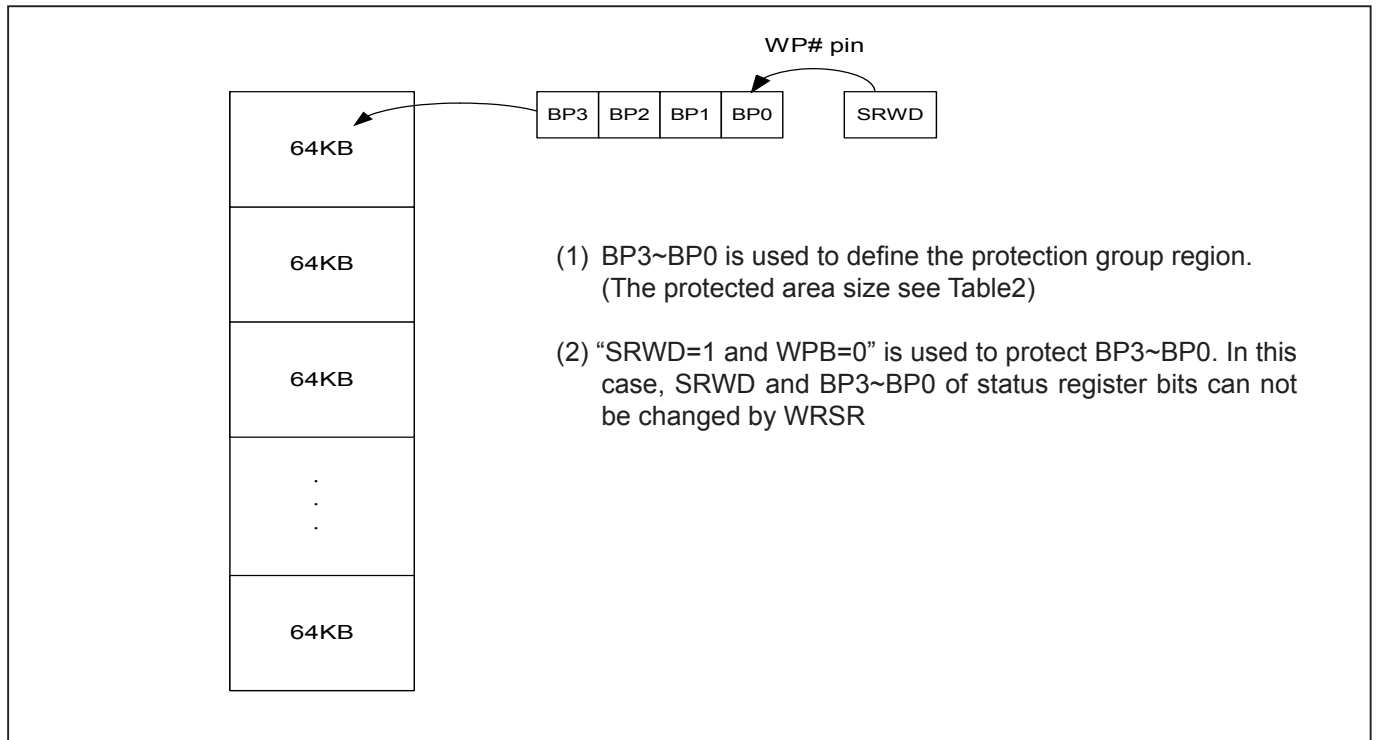 WP# pin
BP3 BP2 BP1 BP0 SRWD
64KB
64KB
(1) BP3~BP0 is used to define the protection group region.
(The protected area size see Table2)
(2) “SRWD=1 and WPB=0” is used to protect BP3~BP0. In this
case, SRWD and BP3~BP0 of status register bits can not
be changed by WRSR
64KB
.
.
.
64KB